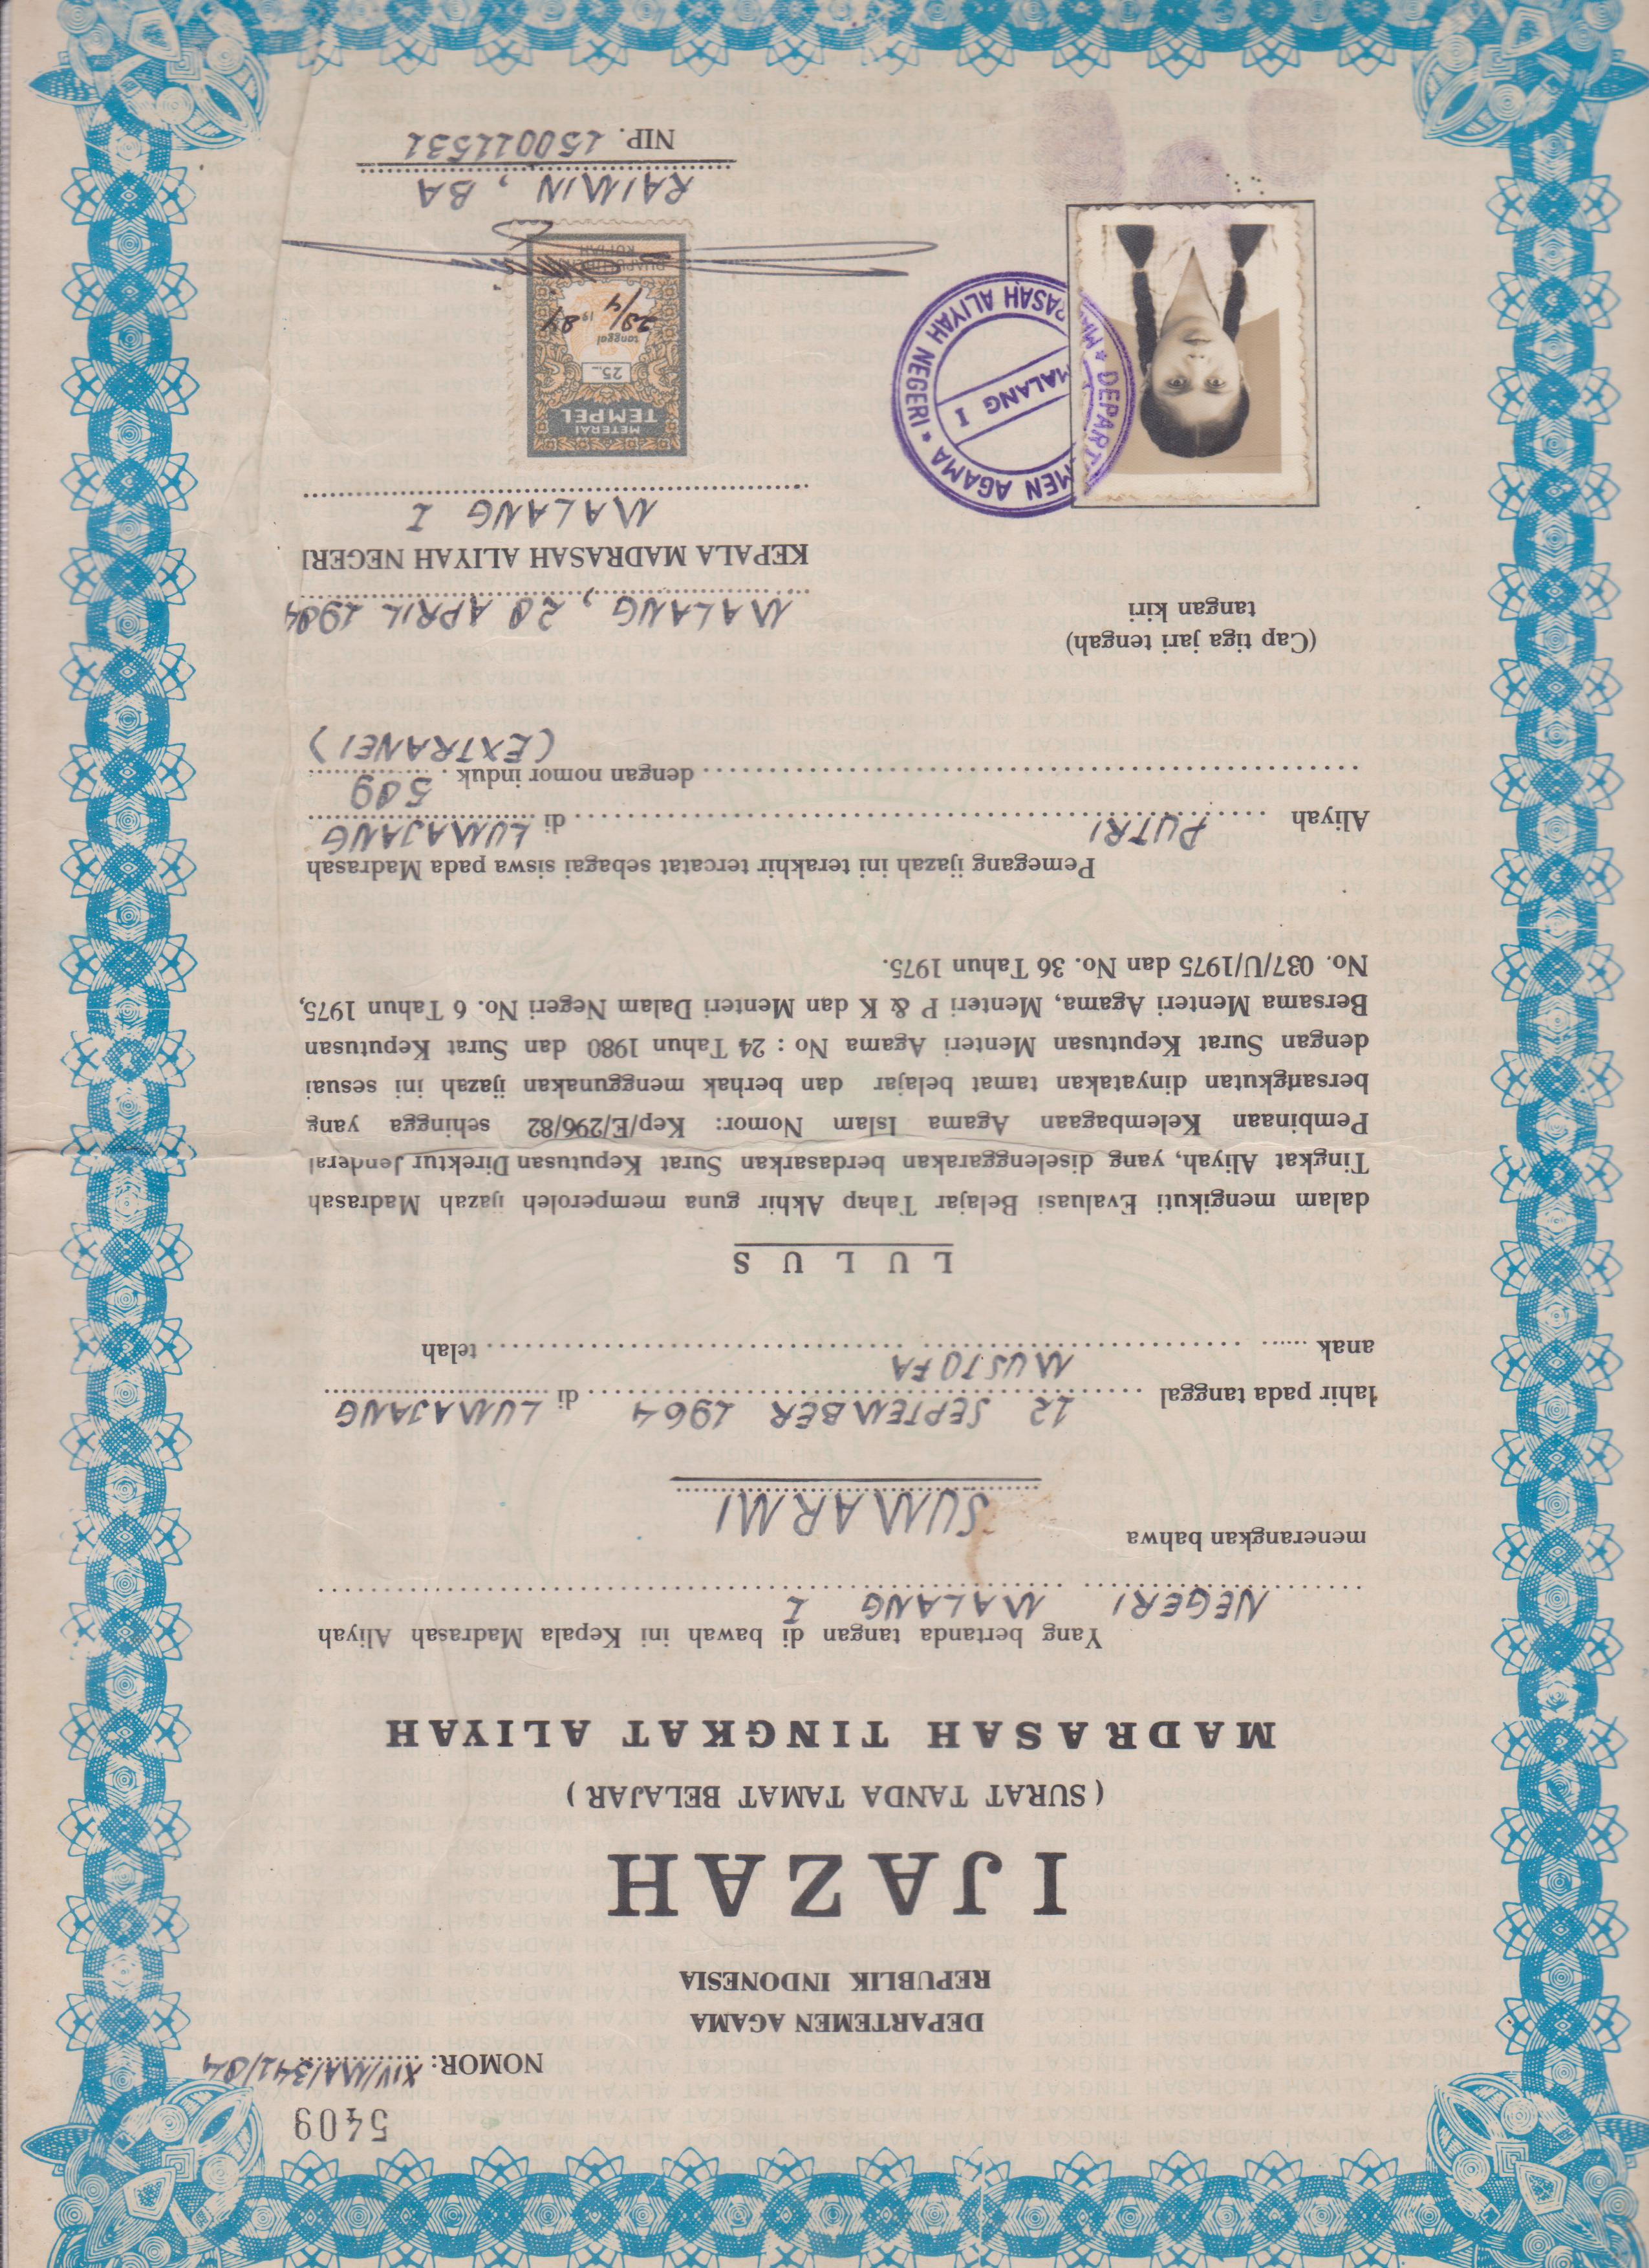 5409
NOMOR: XIV/MA/341/84
DEPARTEMEN AGAMA
REPUBLIK INDONESIA
IJAZAH
( SURAT TANDA TAMAT BELAJAR )
MADRASAH TINGKAT ALIYAH
Yang bertanda tangan di bawah ini Kepala Madrasah Aliyah
NEGERI MALANG I
menerangkan bahwa SUMARMI
lahir pada tanggal 12 SEPTEMBER 1964 di LUMAJANG
anak MUSTOFA telah
LULUS
dalam mengikuti Evaluasi Belajar Tahap Akhir guna memperoleh ijazah Madrasah
Tingkat Aliyah, yang diselenggarakan berdasarkan Surat Keputusan Direktur Jenderal
Pembinaan Kelembagaan Agama Islam Nomor: Kep/E/296/82 sehingga yang
bersangkutan dinyatakan tamat belajar dan berhak menggunakan ijazah ini sesuai
dengan Surat Keputusan Menteri Agama No : 24 Tahun 1980 dan Surat Keputusan
Bersama Menteri Agama, Menteri P & K dan Menteri Dalam Negeri No. 6 Tahun 1975,
No. 037/U/1975 dan No. 36 Tahun 1975.
Pemegang ijazah ini terakhir tercatat sebagai siswa pada Madrasah
Aliyah PUTRI di LUMAJANG
dengan nomor induk 589
(EXTRANEI)
(Cap tiga jari tengah)
tangan kiri
MALANG, 28 APRIL 1984
KEPALA MADRASAH ALIYAH NEGERI
MALANG I
DEPARTEMEN AGAMA
MADRASAH ALIYAH NEGERI
MALANG I
METERAI
TEMPEL
25
tanggal
28/4 1984
RAIMIN, BA
NIP. 150011531